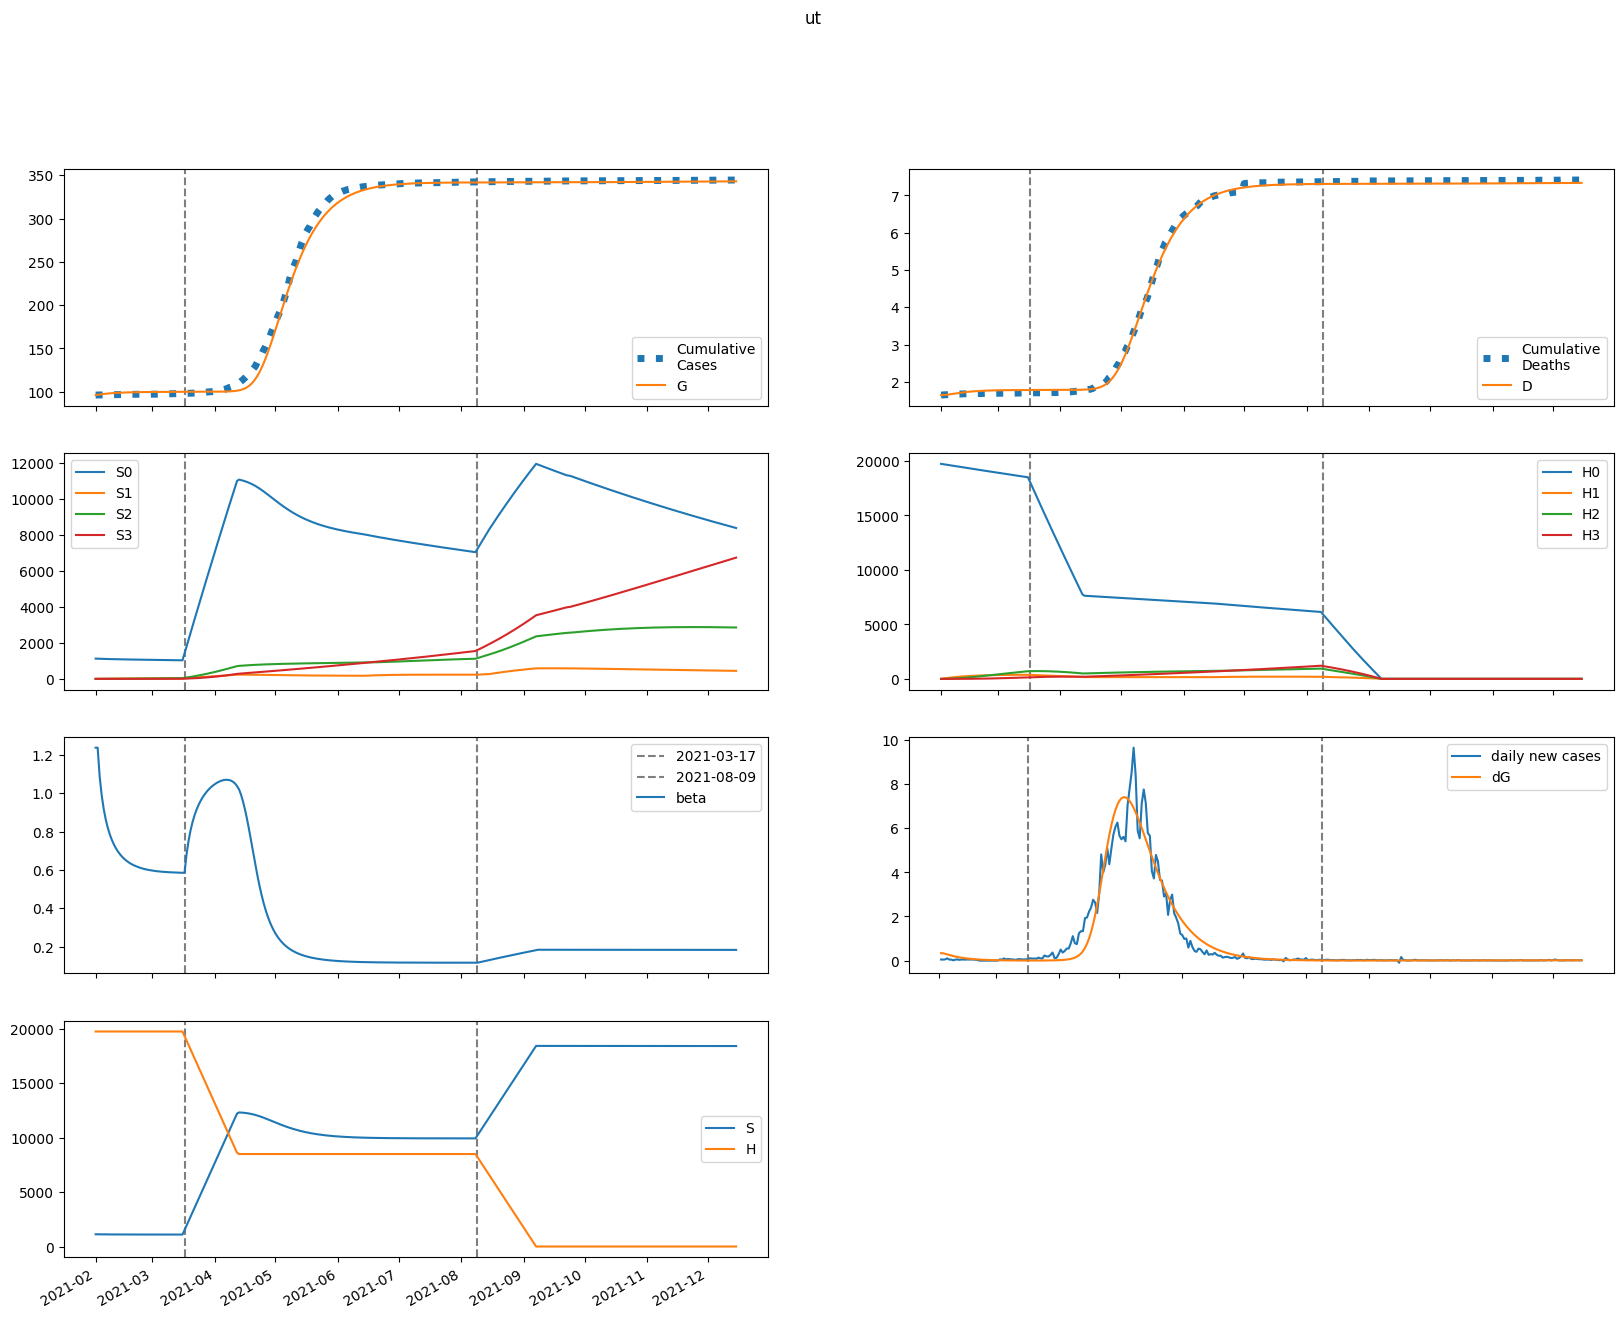 ut
350
300
250
200
150
100
Cumulative
Cases
G
7
6
5
4
3
2
Cumulative
Deaths
D
12000
10000
8000
6000
4000
2000
0
S0
S1
S2
S3
20000
15000
10000
5000
0
H0
H1
H2
H3
1.2
1.0
0.8
0.6
0.4
0.2
2021-03-17
2021-08-09
beta
10
8
6
4
2
0
daily new cases
dG
20000
15000
10000
5000
0
S
H
2021-02
2021-03
2021-04
2021-05
2021-06
2021-07
2021-08
2021-09
2021-10
2021-11
2021-12